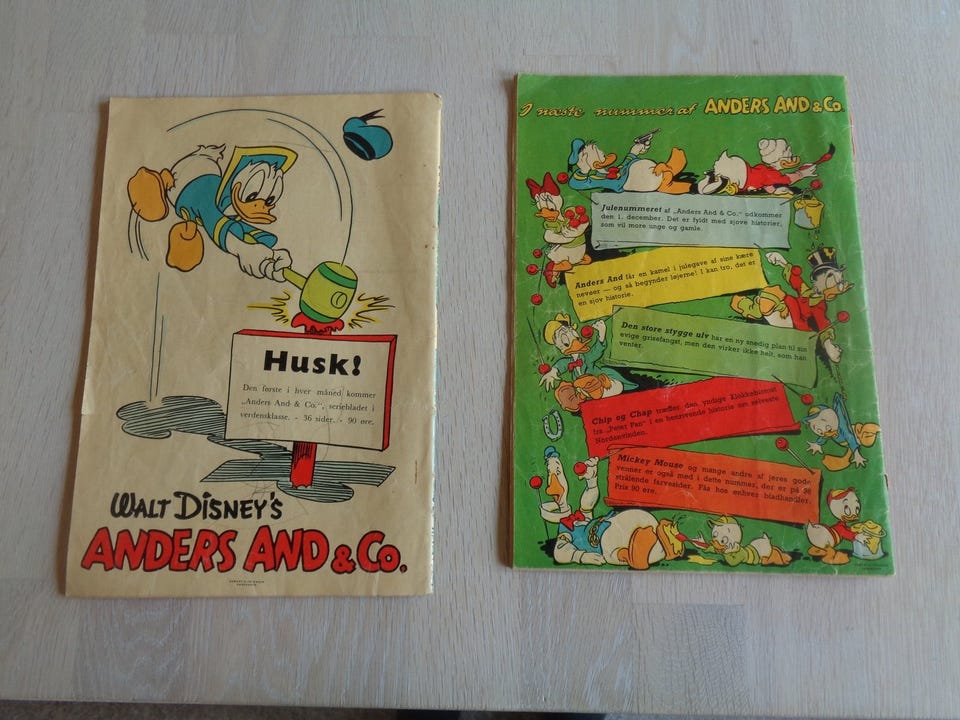 Husk!
Den første i hver måned kommer
„Anders And & Co.", seriebladet i
verdensklasse. - 36 sider. - 90 øre.
WALT DISNEY'S
ANDERS AND & Co.
I næste nummer af ANDERS AND & Co.
Julenummeret af „Anders And & Co." udkommer
den 1. december. Det er fyldt med sjove historier,
som vil more unge og gamle.
Anders And får en kamel i julegave af sine kære
nevøer — og så begynder løjerne! I kan tro, det er
en sjov historie.
Den store stygge ulv har en ny snedig plan til sin
evige grisefangst, men den virker ikke helt, som han
venter.
Chip og Chap træffer den yndige Klokkeblomst
fra „Peter Pan" i en henrivende historie om selveste
Nordenvinden.
Mickey Mouse og mange andre af jeres gode
venner er også med i dette nummer, der er på 36
strålende farvesider. Fås hos enhver bladhandler.
Pris 90 øre.